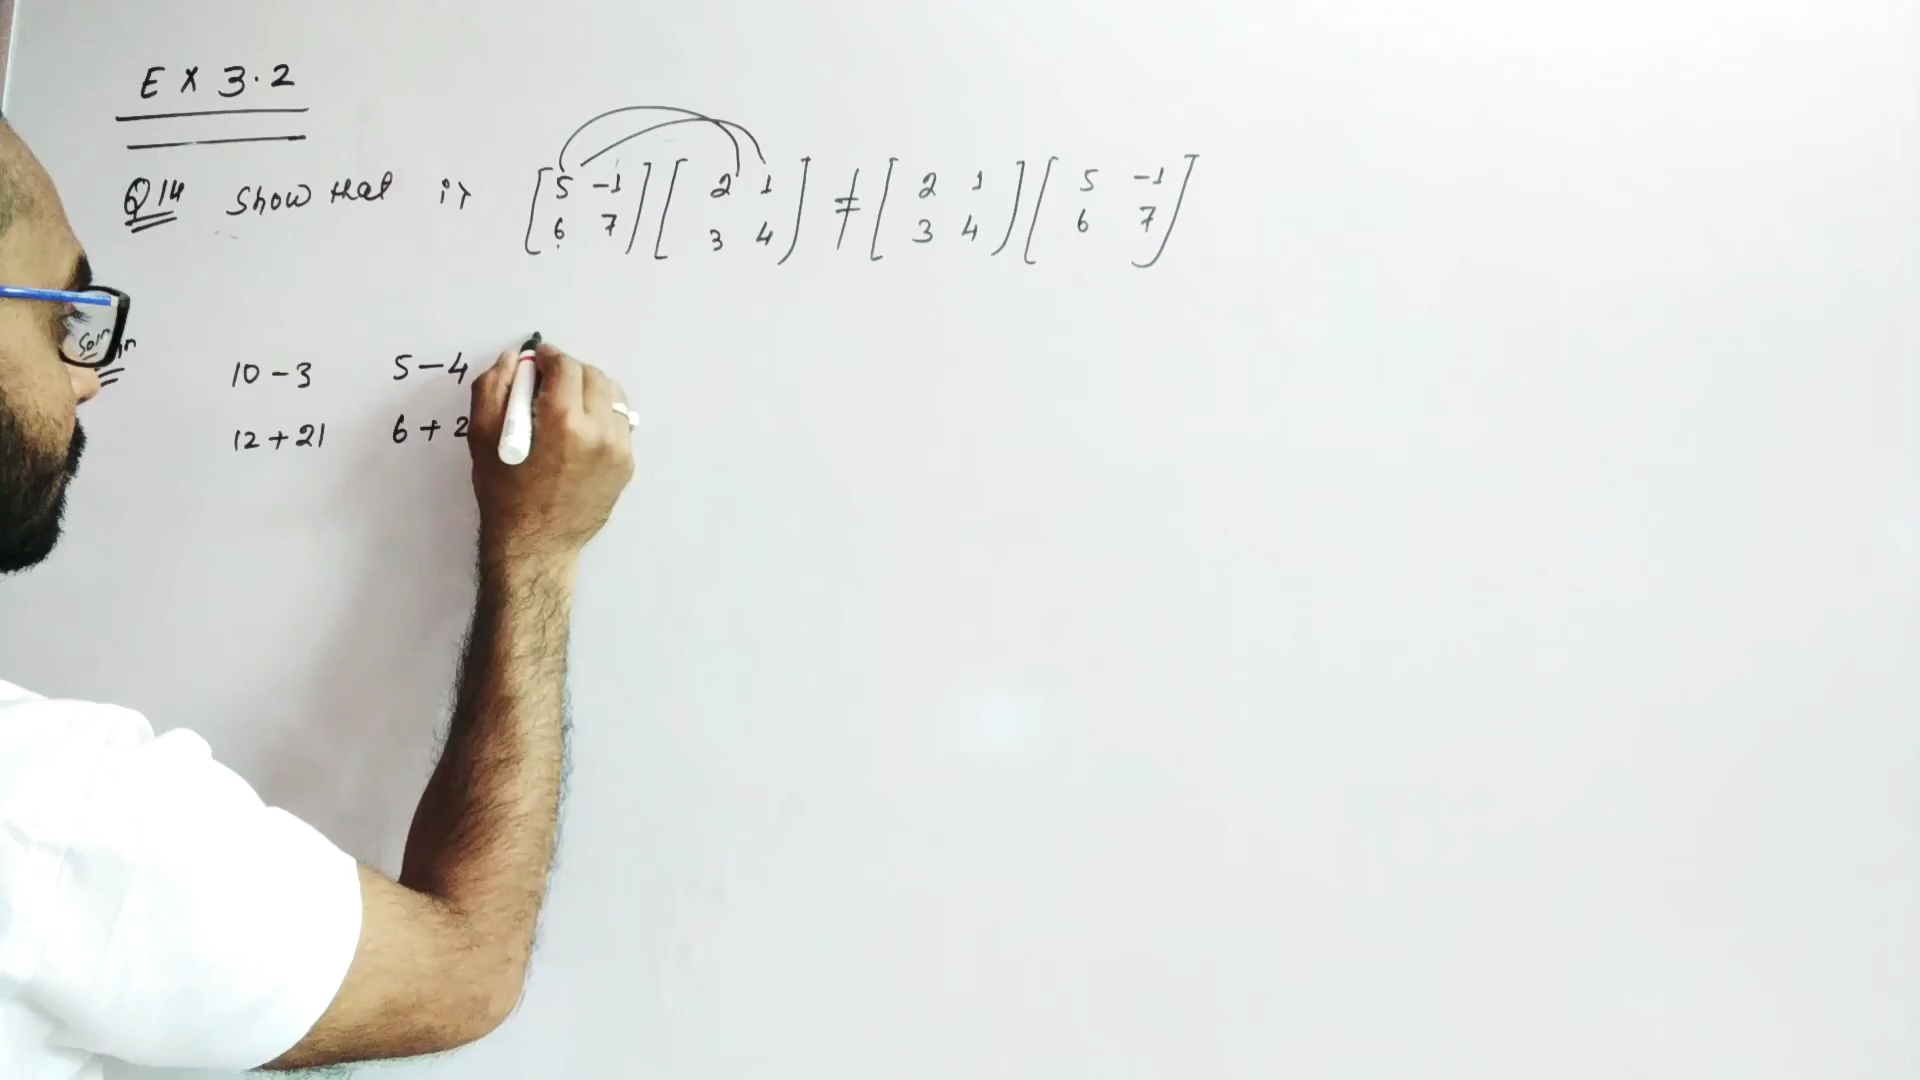 Ex 3.2
Q14 Show that i) [5 -1] [2 1] ≠ [2 1] [5 -1]
[6 7] [3 4] [3 4] [6 7]
Soln
10-3 5-4
12+21 6+2